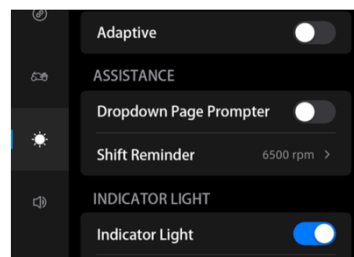 Adaptive
ASSISTANCE
Dropdown Page Prompter
Shift Reminder 6500 rpm >
INDICATOR LIGHT
Indicator Light